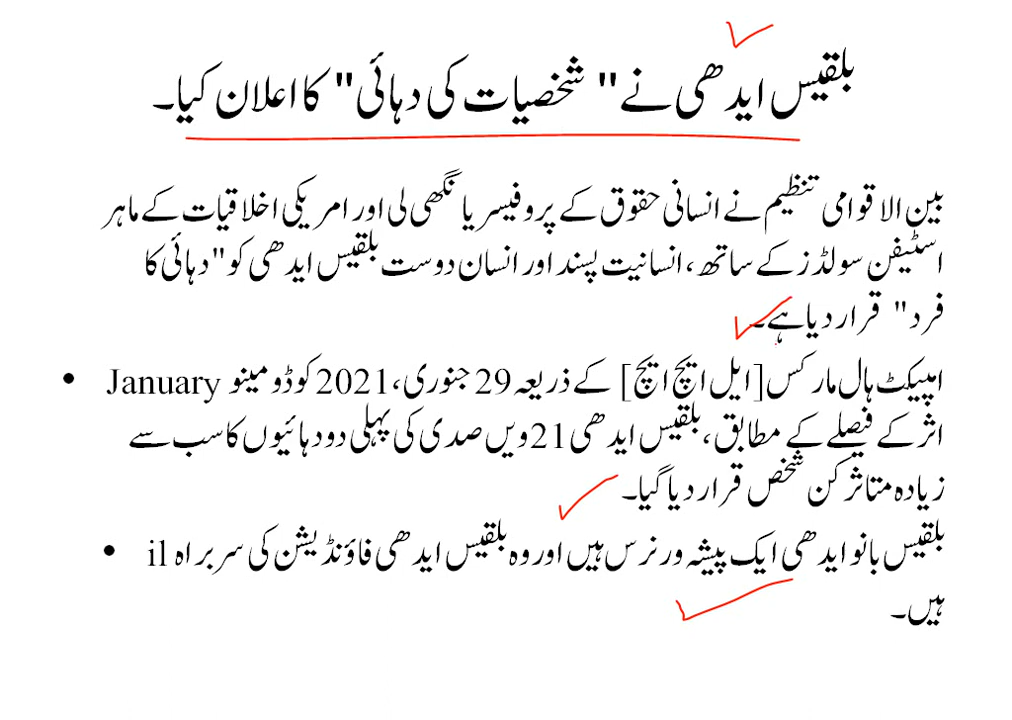 بلقیس ایدھی نے " شخصیات کی دہائی" کا اعلان کیا۔
بین الاقوامی تنظیم نے انسانی حقوق کے پروفیسر یا نگھی لی اور امریکی اخلاقیات کے ماہر
اسٹیفن سولڈز کے ساتھ، انسانیت پسند اور انسان دوست بلقیس ایدھی کو "دہائی کا
فرد" قرار دیا ہے۔
امپیکٹ ہال مارکس [ایل ایچ ایچ] کے ذریعہ 29 جنوری، 2021 کو ڈومینو January •
اثر کے فیصلے کے مطابق، بلقیس ایدھی 21 ویں صدی کی پہلی دو دہائیوں کا سب سے
زیادہ متاثر کن شخص قرار دیا گیا۔
بلقیس بانو ایدھی ایک پیشہ ور نرس ہیں اور وہ بلقیس ایدھی فاؤنڈیشن کی سربراہ il •
ہیں۔